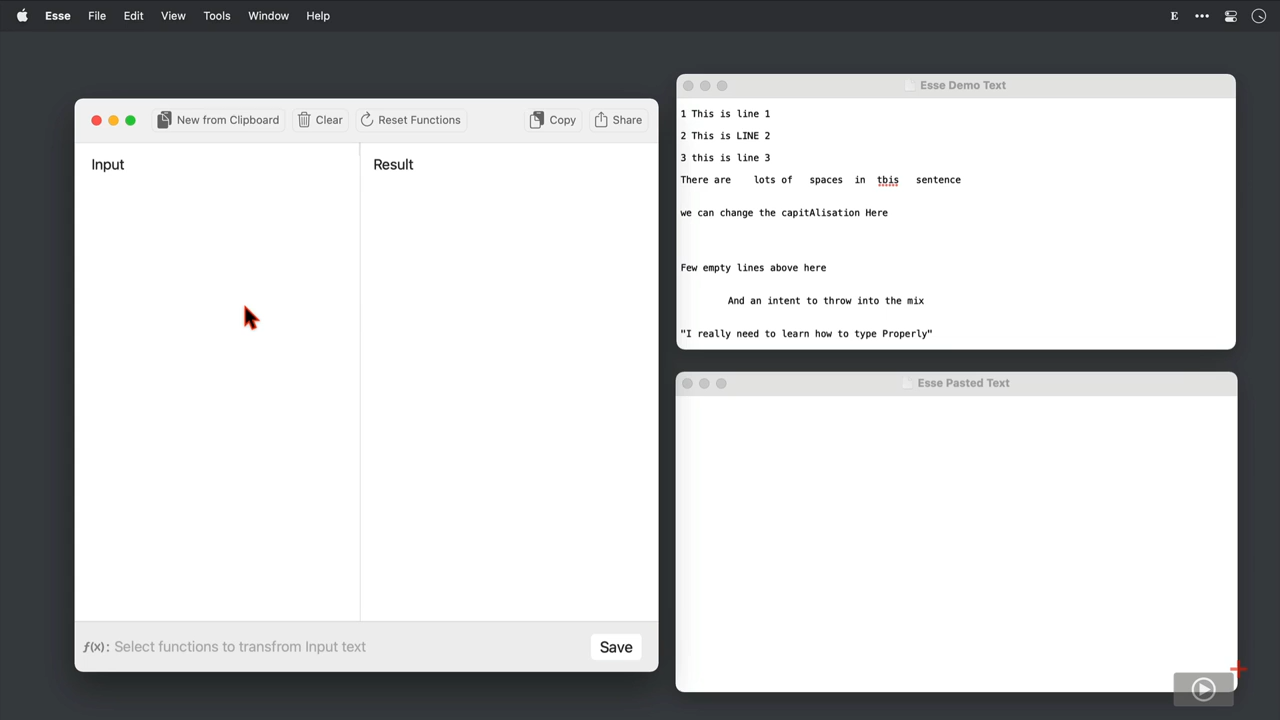 Esse File Edit View Tools Window Help E
New from Clipboard Clear Reset Functions Copy Share
Input
Result
ƒ(x): Select functions to transfrom Input text
Save
Esse Demo Text
1 This is line 1
2 This is LINE 2
3 this is line 3
There are lots of spaces in tbis sentence
we can change the capitAlisation Here
Few empty lines above here
And an intent to throw into the mix
"I really need to learn how to type Properly"
Esse Pasted Text